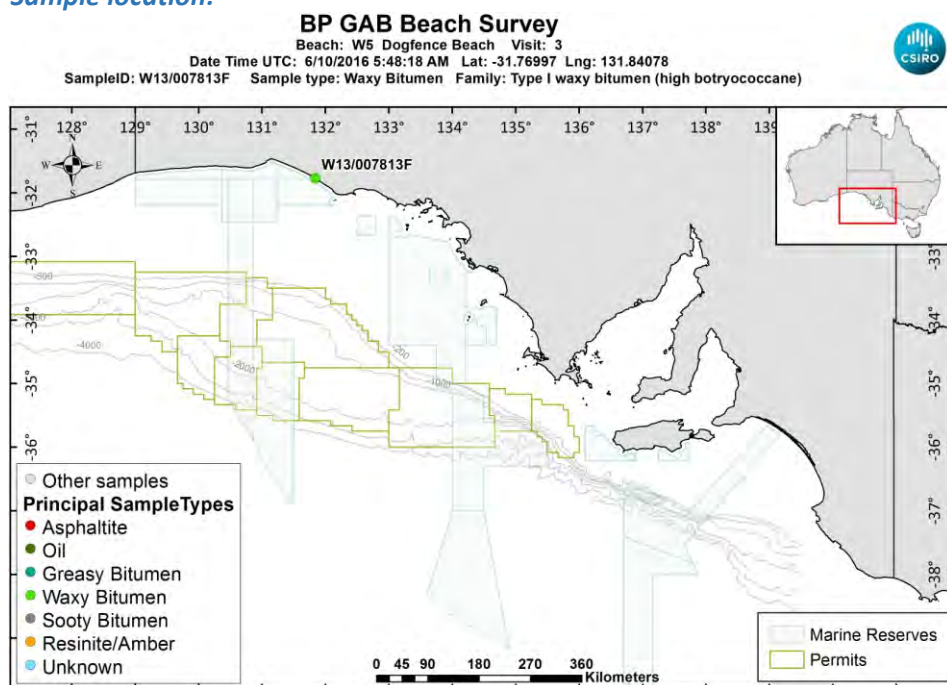 Sample location:
BP GAB Beach Survey
Beach: W5 Dogfence Beach Visit: 3
Date Time UTC: 6/10/2016 5:48:18 AM Lat: -31.76997 Lng: 131.84078
SampleID: W13/007813F Sample type: Waxy Bitumen Family: Type I waxy bitumen (high botryococcane)
CSIRO
128° 129° 130° 131° 132° 133° 134° 135° 136° 137° 138° 139
-31°
-32°
-33°
-34°
-35°
-36°
-37°
-38°
N
W E
S
W13/007813F
-200
-1000
-2000
-4000
-31°
-32°
-33°
-34°
-35°
-36°
-37°
-38°
Other samples
Principal SampleTypes
Asphaltite
Oil
Greasy Bitumen
Waxy Bitumen
Sooty Bitumen
Resinite/Amber
Unknown
0 45 90 180 270 360
Kilometers
Marine Reserves
Permits